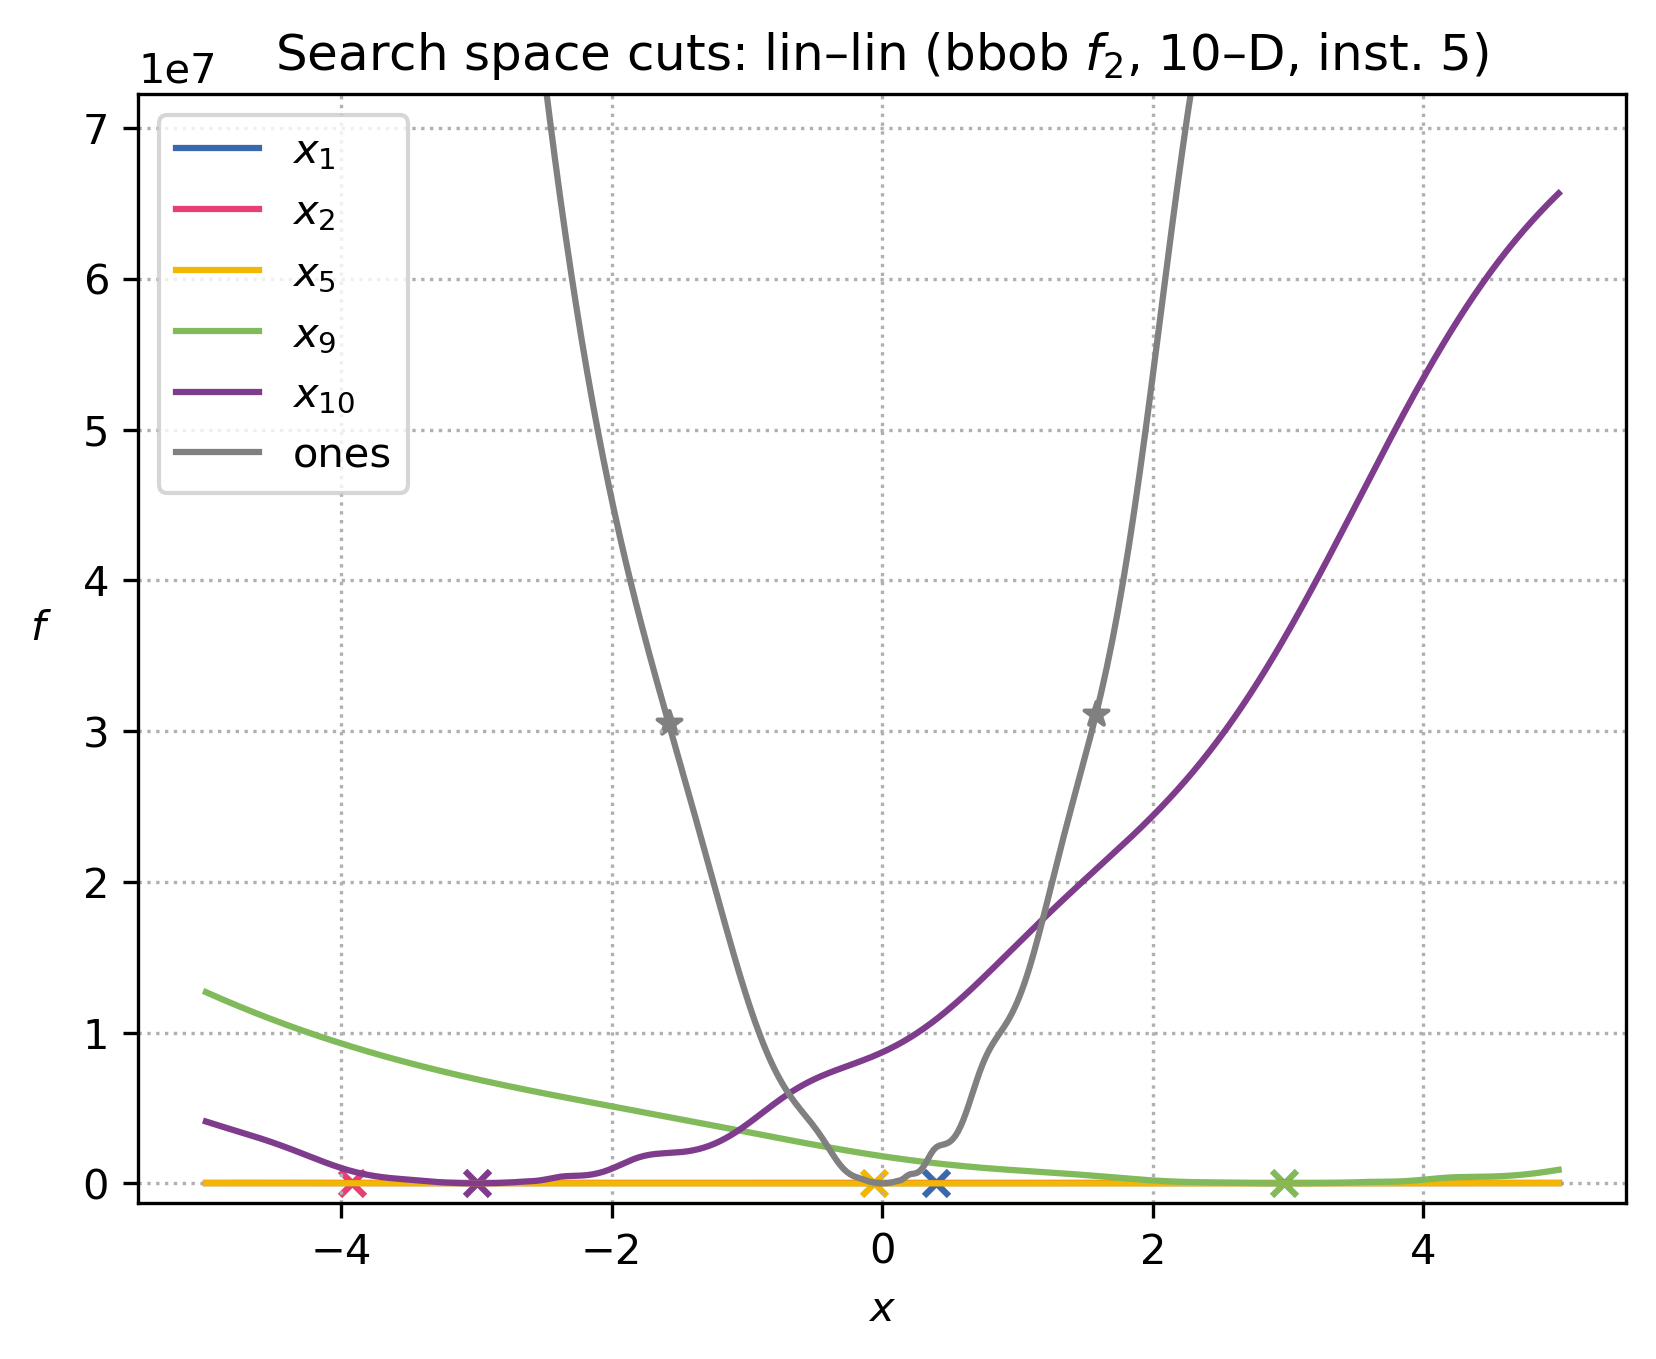 Search space cuts: lin–lin (bbob f₂, 10–D, inst. 5)
1e7
x₁
x₂
x₅
x₉
x₁₀
ones
7
6
5
4
3
2
1
0
f
−4 −2 0 2 4
x